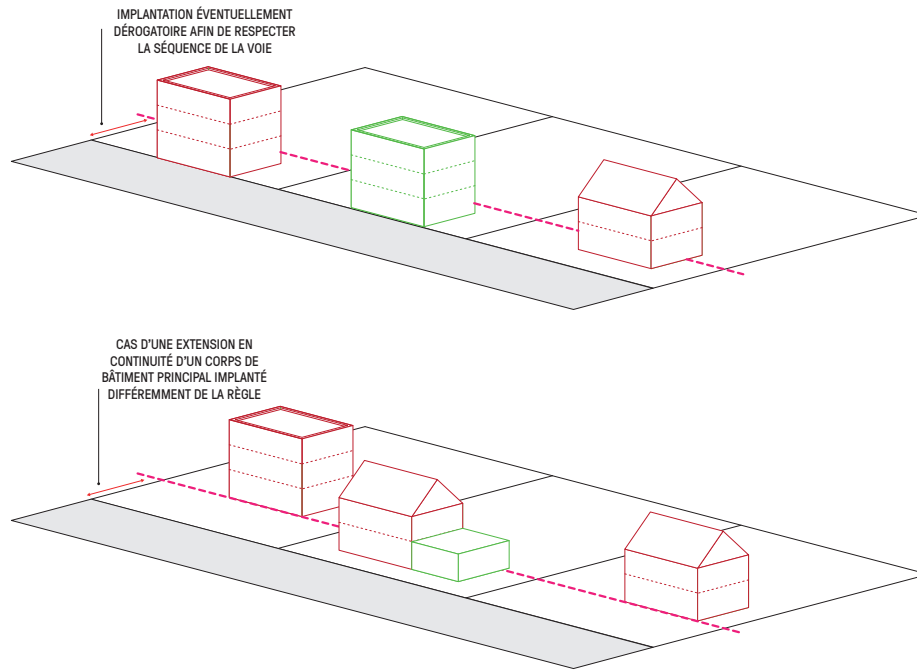 IMPLANTATION ÉVENTUELLEMENT
DÉROGATOIRE AFIN DE RESPECTER
LA SÉQUENCE DE LA VOIE
CAS D'UNE EXTENSION EN
CONTINUITÉ D'UN CORPS DE
BÂTIMENT PRINCIPAL IMPLANTÉ
DIFFÉREMMENT DE LA RÈGLE